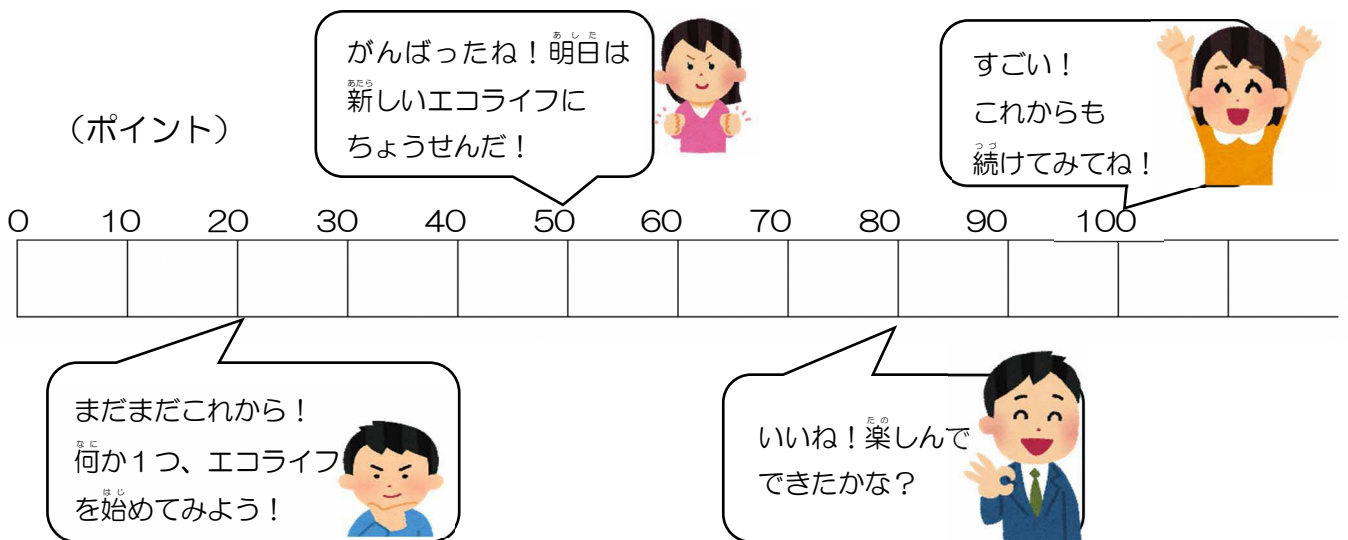 がんばったね！明日は
新しいエコライフに
ちょうせんだ！
すごい！
これからも
続けてみてね！
（ポイント）
0 10 20 30 40 50 60 70 80 90 100
まだまだこれから！
何か１つ、エコライフ
を始めてみよう！
いいね！楽しんで
できたかな？